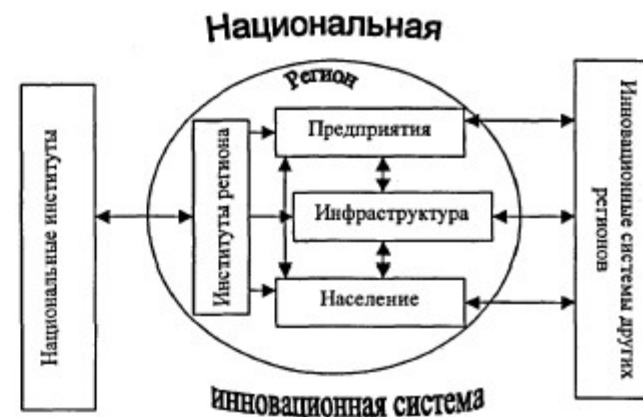 Национальная
Регион
Национальные институты
Институты региона
Предприятия
Инфраструктура
Население
Инновационные системы других
регионов
инновационная система